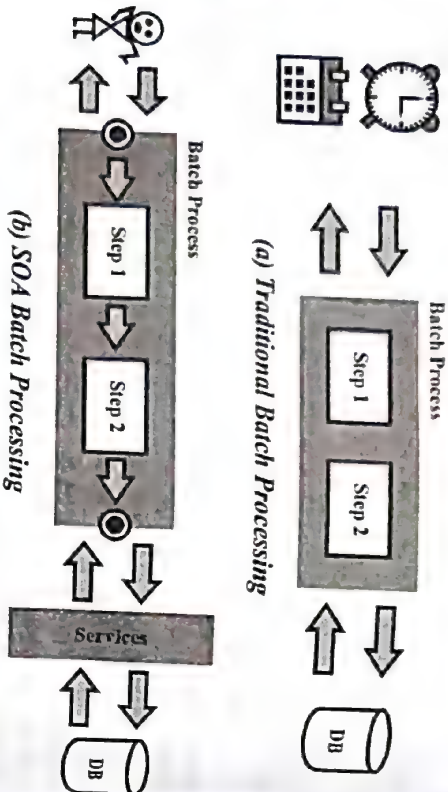 Batch Process
Step 1
Step 2
DB
(a) Traditional Batch Processing
Batch Process
Step 1
Step 2
Services
DB
(b) SOA Batch Processing